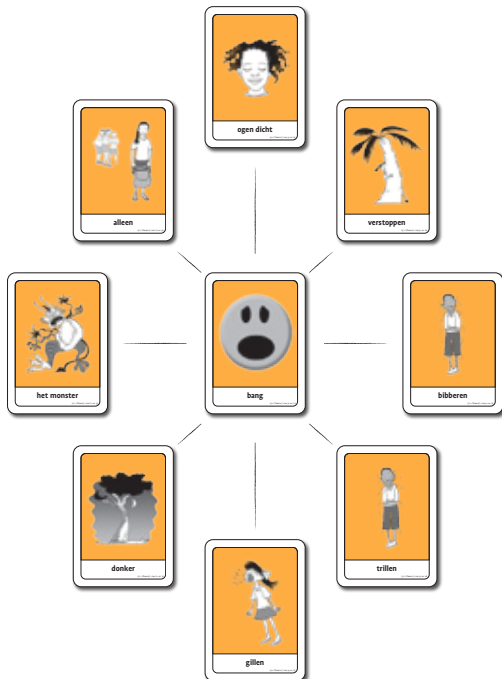 ogen dicht
alleen
verstoppen
het monster
bang
bibberen
donker
trillen
gillen